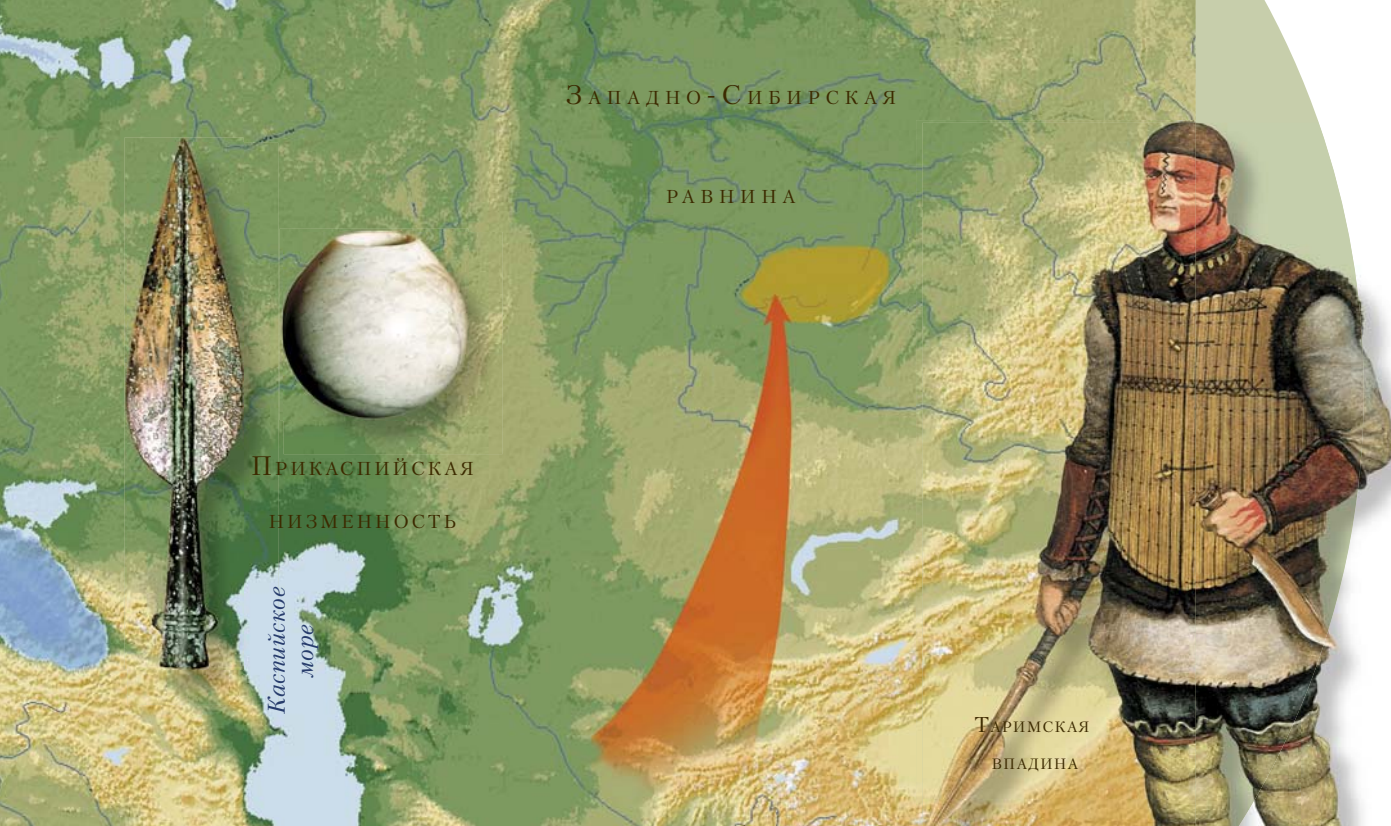 Западно-Сибирская
равнина
Прикаспийская
низменность
Каспийское
море
Таримская
впадина